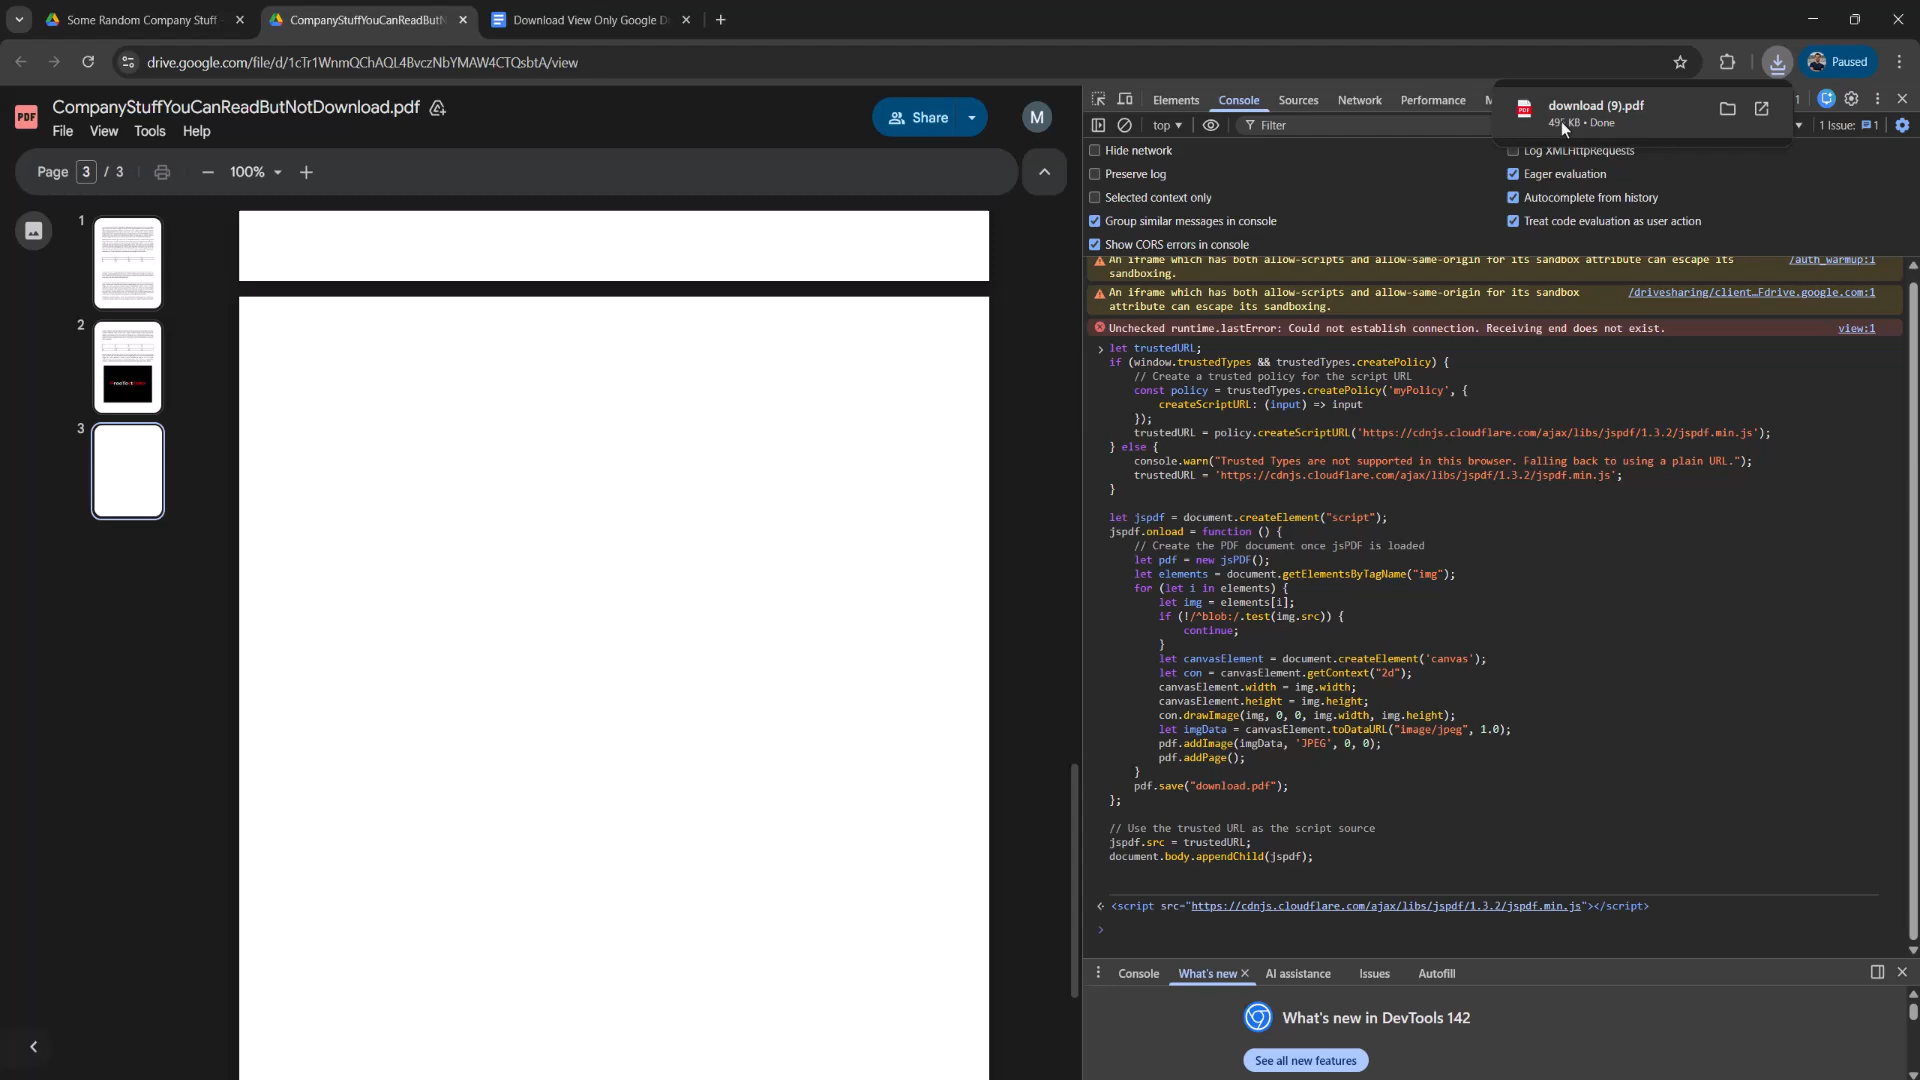 Some Random Company Stuff
CompanyStuffYouCanReadButN
Download View Only Google D
drive.google.com/file/d/1cTr1WnmQChAQL4BvczNbYMAW4CTQsbtA/view
Paused
PDF
CompanyStuffYouCanReadButNotDownload.pdf
File View Tools Help
Share
M
Page 3 / 3
100%
1
2
3
Elements Console Sources Network Performance M
download (9).pdf
495 KB • Done
top
Filter
1 Issue: 1
Hide network
Log XMLHttpRequests
Preserve log
Eager evaluation
Selected context only
Autocomplete from history
Group similar messages in console
Treat code evaluation as user action
Show CORS errors in console
An iframe which has both allow-scripts and allow-same-origin for its sandbox attribute can escape its /auth_warmup:1
sandboxing.
An iframe which has both allow-scripts and allow-same-origin for its sandbox /drivesharing/client…Fdrive.google.com:1
attribute can escape its sandboxing.
Unchecked runtime.lastError: Could not establish connection. Receiving end does not exist. view:1
let trustedURL;
if (window.trustedTypes && trustedTypes.createPolicy) {
// Create a trusted policy for the script URL
const policy = trustedTypes.createPolicy('myPolicy', {
createScriptURL: (input) => input
});
trustedURL = policy.createScriptURL('https://cdnjs.cloudflare.com/ajax/libs/jspdf/1.3.2/jspdf.min.js');
} else {
console.warn("Trusted Types are not supported in this browser. Falling back to using a plain URL.");
trustedURL = 'https://cdnjs.cloudflare.com/ajax/libs/jspdf/1.3.2/jspdf.min.js';
}
let jspdf = document.createElement("script");
jspdf.onload = function () {
// Create the PDF document once jsPDF is loaded
let pdf = new jsPDF();
let elements = document.getElementsByTagName("img");
for (let i in elements) {
let img = elements[i];
if (!/^blob:/.test(img.src)) {
continue;
}
let canvasElement = document.createElement('canvas');
let con = canvasElement.getContext("2d");
canvasElement.width = img.width;
canvasElement.height = img.height;
con.drawImage(img, 0, 0, img.width, img.height);
let imgData = canvasElement.toDataURL("image/jpeg", 1.0);
pdf.addImage(imgData, 'JPEG', 0, 0);
pdf.addPage();
}
pdf.save("download.pdf");
};
// Use the trusted URL as the script source
jspdf.src = trustedURL;
document.body.appendChild(jspdf);
<script src="https://cdnjs.cloudflare.com/ajax/libs/jspdf/1.3.2/jspdf.min.js"></script>
Console What's new AI assistance Issues Autofill
What's new in DevTools 142
See all new features